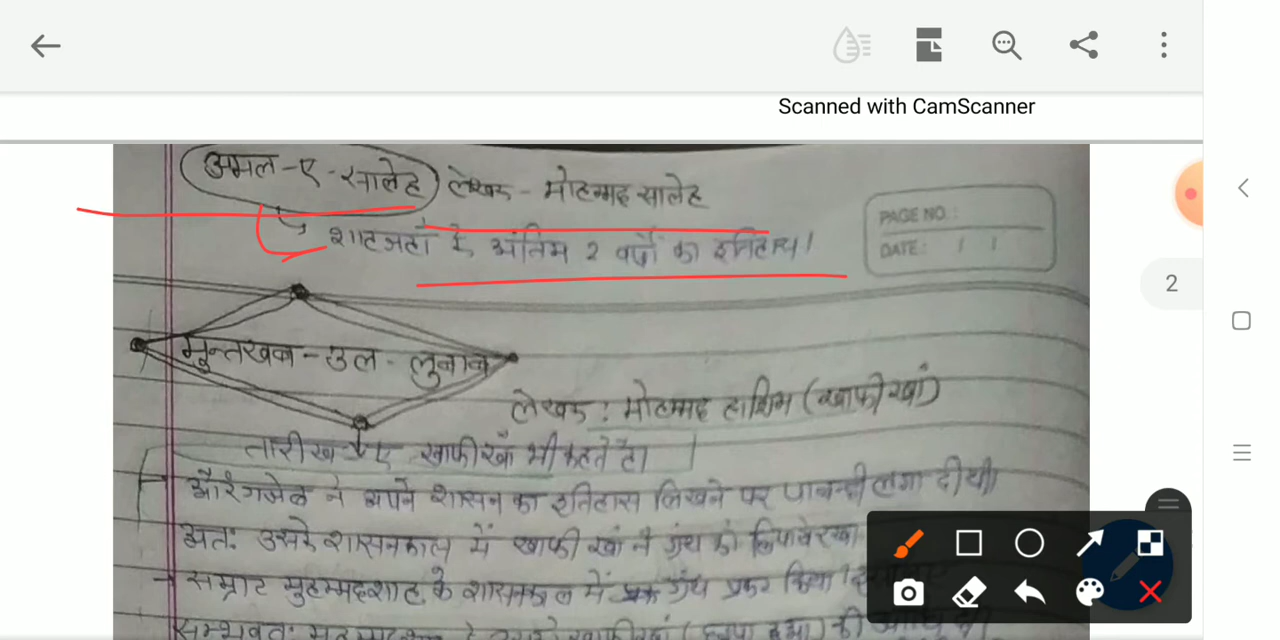 Scanned with CamScanner
अमल-ए-सालेह लेखक - मोहम्मद सालेह
PAGE NO. :
DATE : / /
शाहजहाँ के अंतिम 2 वर्षों का इतिहास।
2
मुन्तखब-उल-लुबाब
लेखक : मोहम्मद हाशिम (खाफी खां)
तारीख-ए खाफी खाँ भी कहते है।
औरंगजेब ने अपने शासन का इतिहास लिखने पर पाबन्दी लगा दी थी
अतः उसके शासनकाल में खाफी खां ने ग्रंथ को छिपाये रखा
- सम्राट मुहम्मदशाह के शासनकाल में ग्रंथ प्रकट किया।
सम्भवतः खाफी खां (छुपा हुआ) की